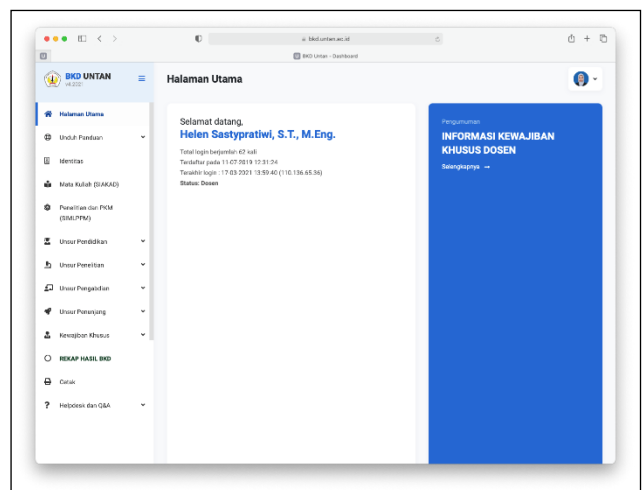 bkd.untan.ac.id
BKD Untan - Dashboard
BKD UNTAN
v4.2021
Halaman Utama
Halaman Utama
Unduh Panduan
Identitas
Mata Kuliah (SIAKAD)
Penelitian dan PKM
(SIMLPPM)
Unsur Pendidikan
Unsur Penelitian
Unsur Pengabdian
Unsur Penunjang
Kewajiban Khusus
REKAP HASIL BKD
Cetak
Helpdesk dan Q&A
Selamat datang,
Helen Sastypratiwi, S.T., M.Eng.
Total login berjumlah 62 kali
Terdaftar pada 11-07-2019 12:31:24
Terakhir login : 17-03-2021 13:59:40 (110.136.65.36)
Status: Dosen
Pengumuman
INFORMASI KEWAJIBAN
KHUSUS DOSEN
Selengkapnya →